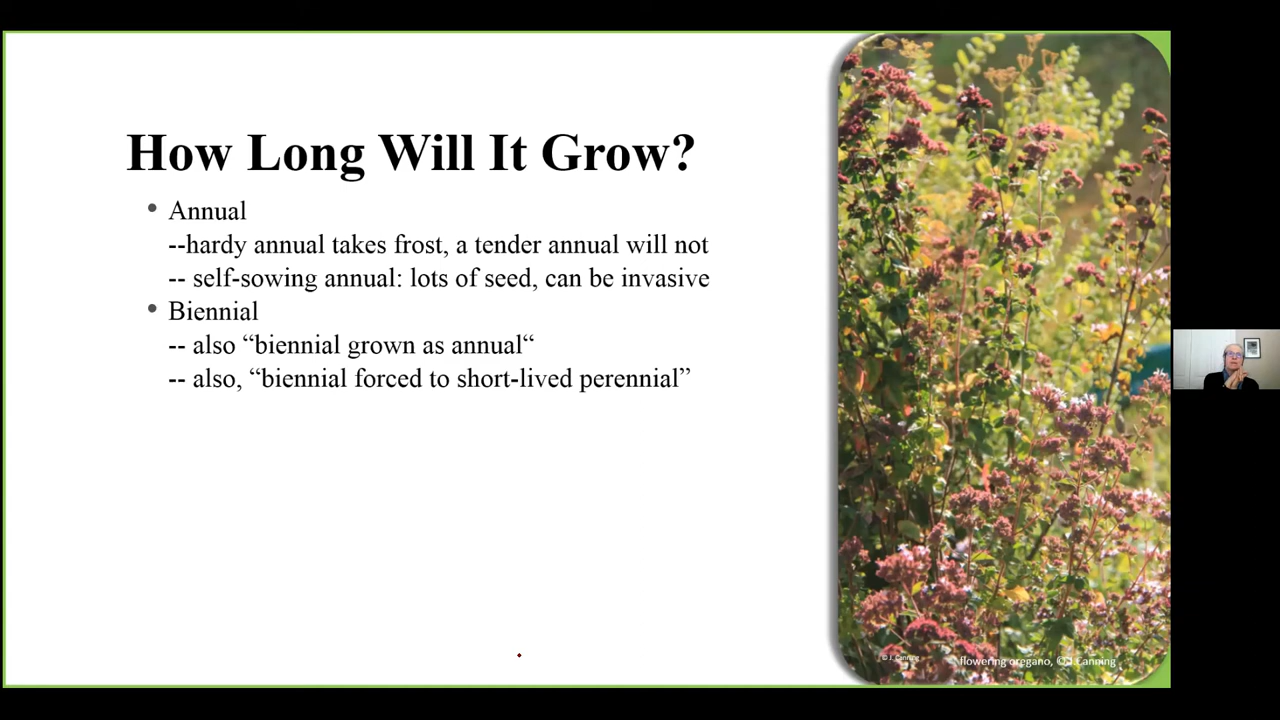 How Long Will It Grow?
• Annual
--hardy annual takes frost, a tender annual will not
-- self-sowing annual: lots of seed, can be invasive
• Biennial
-- also “biennial grown as annual“
-- also, “biennial forced to short-lived perennial”
© J. Canning
flowering oregano, © J Canning